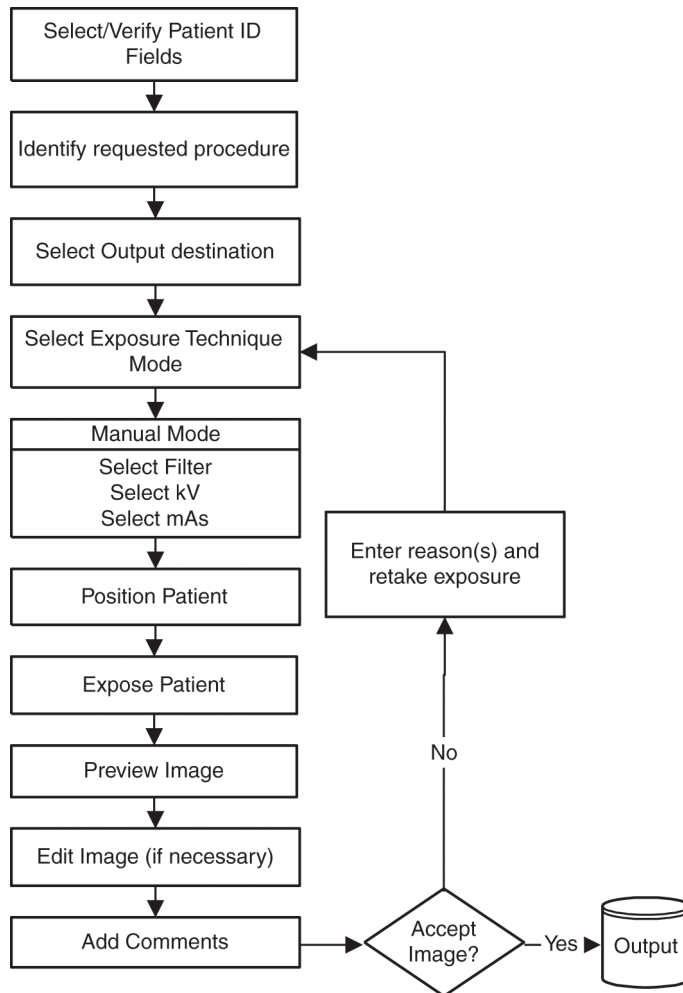 Select/Verify Patient ID
Fields
Identify requested procedure
Select Output destination
Select Exposure Technique
Mode
Manual Mode
Select Filter
Select kV
Select mAs
Position Patient
Expose Patient
Preview Image
Edit Image (if necessary)
Add Comments
Accept
Image?
Yes
Output
No
Enter reason(s) and
retake exposure